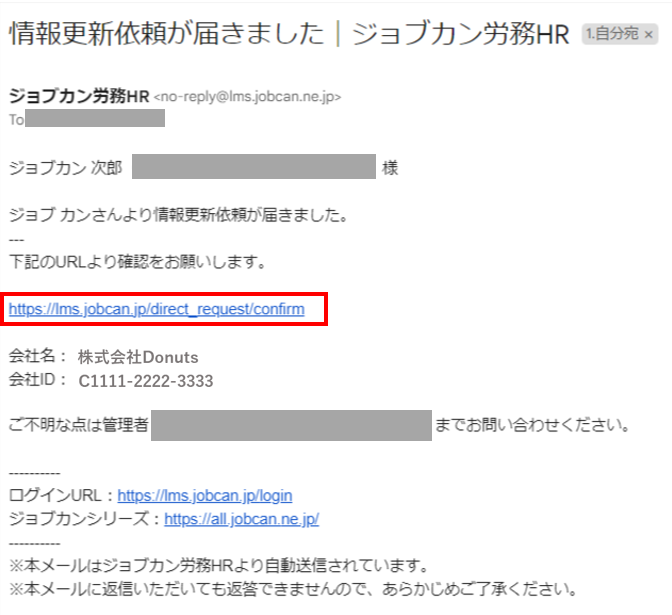 情報更新依頼が届きました｜ジョブカン労務HR 1.自分宛 ×
ジョブカン労務HR <no-reply@lms.jobcan.ne.jp>
To
ジョブカン 次郎 様
ジョブ カンさんより情報更新依頼が届きました。
---
下記のURLより確認をお願いします。
https://lms.jobcan.jp/direct_request/confirm
会社名： 株式会社Donuts
会社ID： C1111-2222-3333
ご不明な点は管理者 までお問い合わせください。
----------
ログインURL：https://lms.jobcan.jp/login
ジョブカンシリーズ：https://all.jobcan.ne.jp/
----------
※本メールはジョブカン労務HRより自動送信されています。
※本メールに返信いただいても返答できませんので、あらかじめご了承ください。